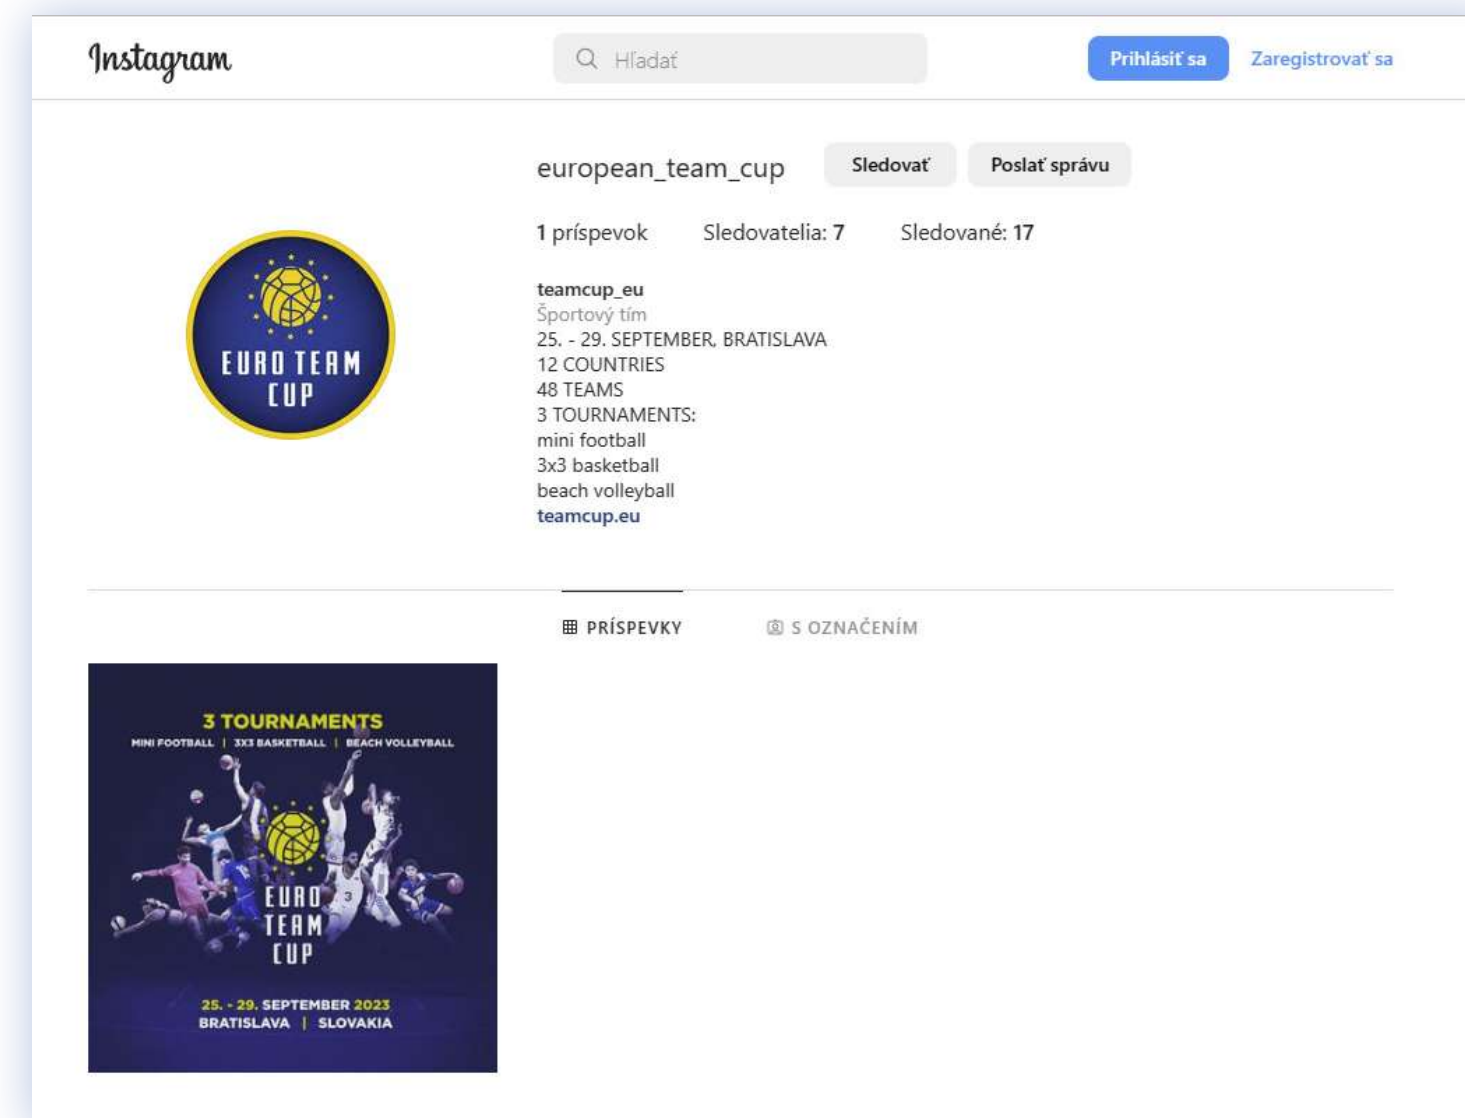 Instagram
Hľadať
Prihlásiť sa
Zaregistrovať sa
european_team_cup
Sledovať
Poslať správu
1 príspevok
Sledovatelia: 7
Sledované: 17
EURO TEAM
CUP
teamcup_eu
Športový tím
25. - 29. SEPTEMBER, BRATISLAVA
12 COUNTRIES
48 TEAMS
3 TOURNAMENTS:
mini football
3x3 basketball
beach volleyball
teamcup.eu
PRÍSPEVKY
S OZNAČENÍM
3 TOURNAMENTS
MINI FOOTBALL | 3X3 BASKETBALL | BEACH VOLLEYBALL
3
EURO
TEAM
CUP
25. - 29. SEPTEMBER 2023
BRATISLAVA | SLOVAKIA